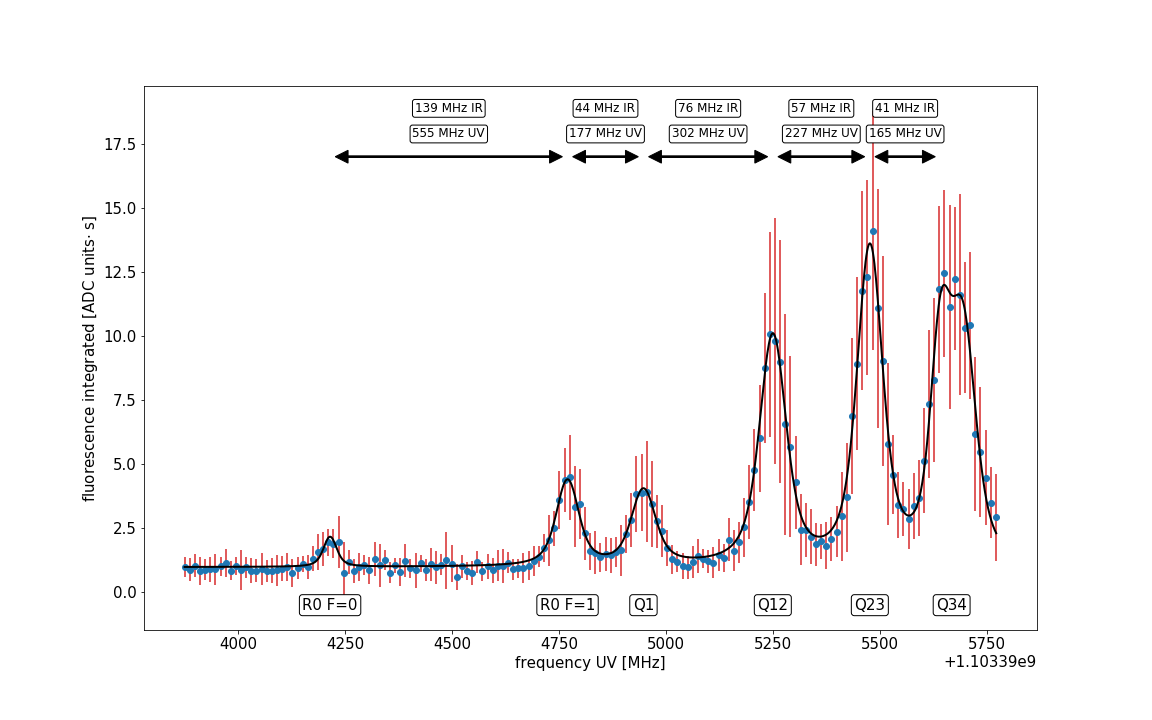 139 MHz IR 44 MHz IR 76 MHz IR 57 MHz IR 41 MHz IR
555 MHz UV 177 MHz UV 302 MHz UV 227 MHz UV 165 MHz UV
17.5
15.0
12.5
10.0
7.5
5.0
2.5
0.0
fluorescence integrated [ADC units· s]
R0 F=0 R0 F=1 Q1 Q12 Q23 Q34
4000 4250 4500 4750 5000 5250 5500 5750
frequency UV [MHz]
+1.10339e9